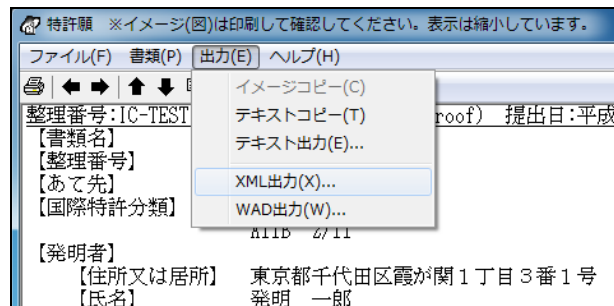 特許願 ※イメージ(図)は印刷して確認してください。表示は縮小しています。
ファイル(F) 書類(P) 出力(E) ヘルプ(H)
イメージコピー(C)
テキストコピー(T)
テキスト出力(E)...
XML出力(X)...
WAD出力(W)...
整理番号:IC-TEST roof) 提出日:平成
【書類名】
【整理番号】
【あて先】
【国際特許分類】
A11B 2/11
【発明者】
【住所又は居所】 東京都千代田区霞が関1丁目3番1号
【氏名】 発明 一郎